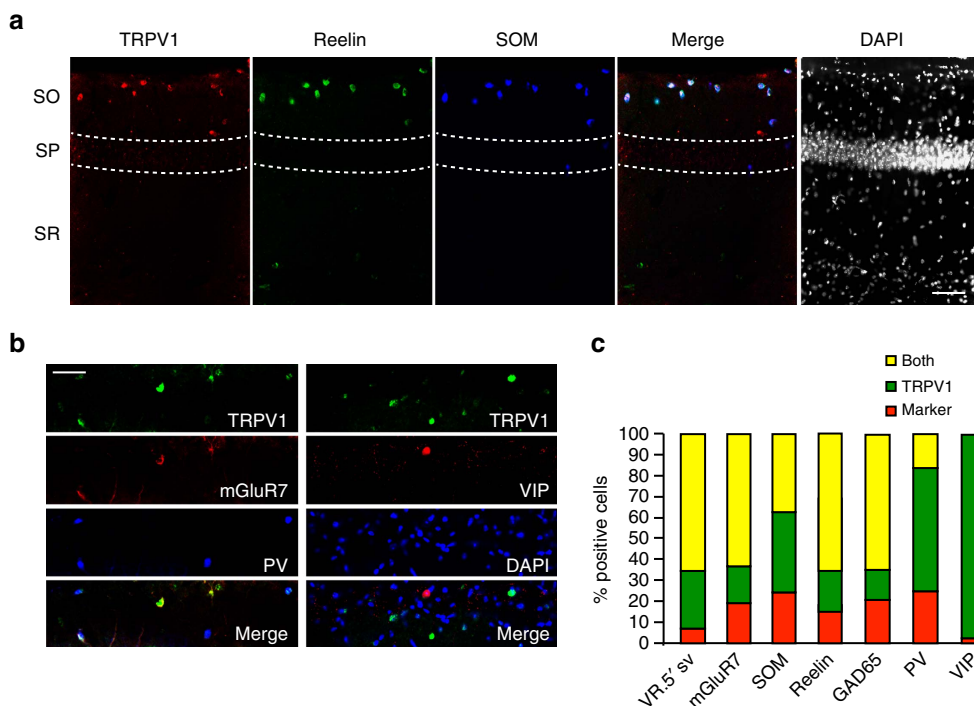 a
TRPV1 Reelin SOM Merge DAPI
SO
SP
SR
b
TRPV1 TRPV1
mGluR7 VIP
PV DAPI
Merge Merge
c
Both
TRPV1
Marker
% positive cells
100
90
80
70
60
50
40
30
20
10
0
VR.5′ sv mGluR7 SOM Reelin GAD65 PV VIP